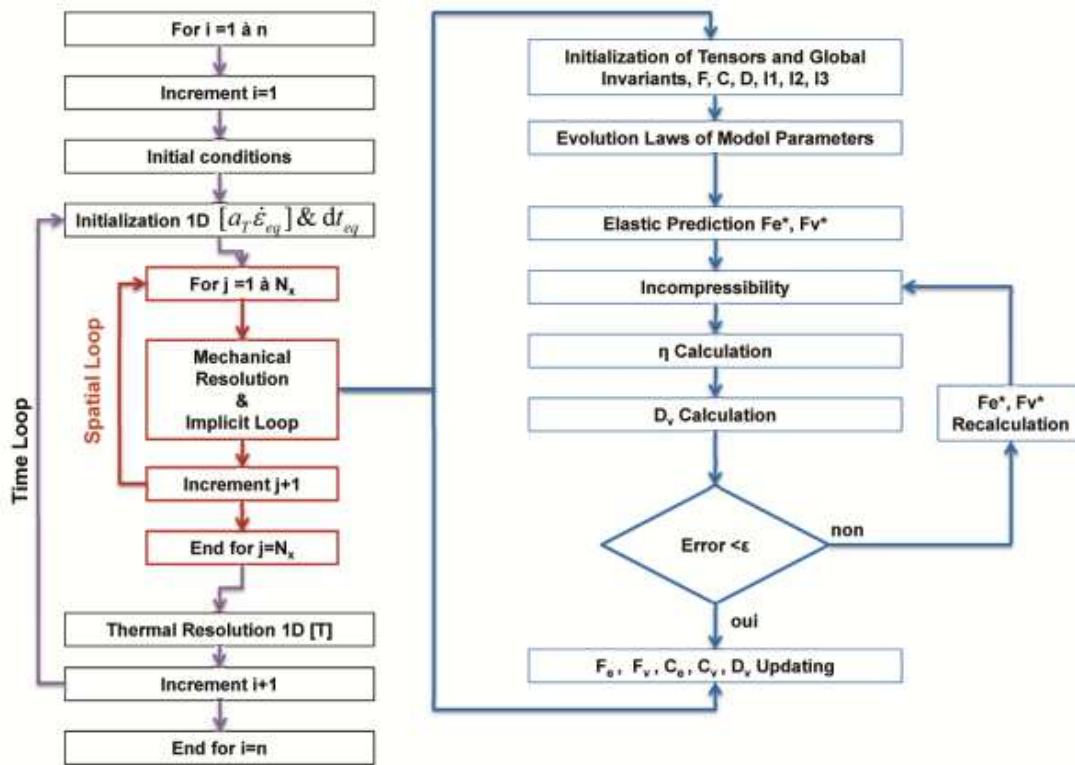 For i =1 à n
Increment i=1
Initial conditions
Initialization 1D [a_T ε̇_eq] & dt_eq
For j =1 à N_x
Mechanical
Resolution
&
Implicit Loop
Increment j+1
End for j=N_x
Thermal Resolution 1D [T]
Increment i+1
End for i=n
Time Loop
Spatial Loop
Initialization of Tensors and Global
Invariants, F, C, D, I1, I2, I3
Evolution Laws of Model Parameters
Elastic Prediction Fe*, Fv*
Incompressibility
η Calculation
D_v Calculation
Fe*, Fv*
Recalculation
Error <ε
non
oui
F_e , F_v, C_e, C_v, D_v Updating